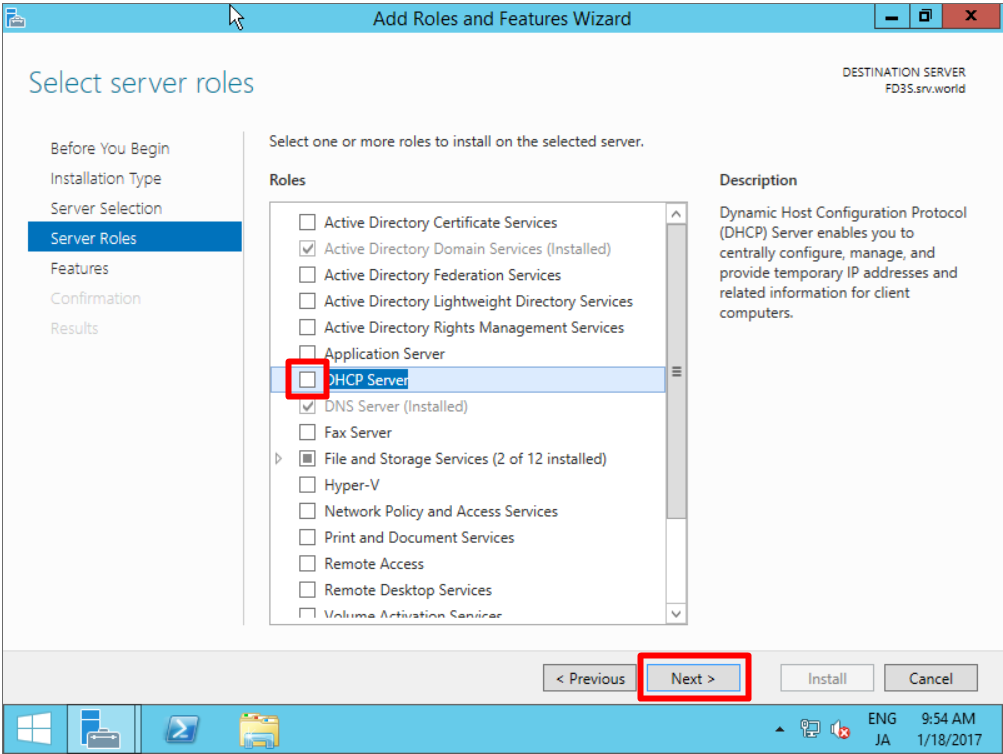 Add Roles and Features Wizard
Select server roles
DESTINATION SERVER
FD3S.srv.world
Before You Begin
Installation Type
Server Selection
Server Roles
Features
Confirmation
Results
Select one or more roles to install on the selected server.
Roles
Active Directory Certificate Services
Active Directory Domain Services (Installed)
Active Directory Federation Services
Active Directory Lightweight Directory Services
Active Directory Rights Management Services
Application Server
DHCP Server
DNS Server (Installed)
Fax Server
File and Storage Services (2 of 12 installed)
Hyper-V
Network Policy and Access Services
Print and Document Services
Remote Access
Remote Desktop Services
Volume Activation Services
Description
Dynamic Host Configuration Protocol
(DHCP) Server enables you to
centrally configure, manage, and
provide temporary IP addresses and
related information for client
computers.
< Previous
Next >
Install
Cancel
ENG
JA
9:54 AM
1/18/2017